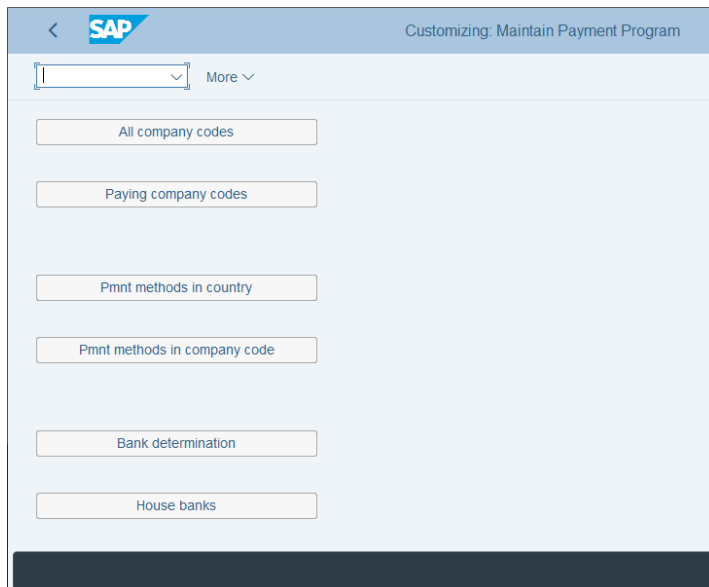 SAP
Customizing: Maintain Payment Program
More
All company codes
Paying company codes
Pmnt methods in country
Pmnt methods in company code
Bank determination
House banks